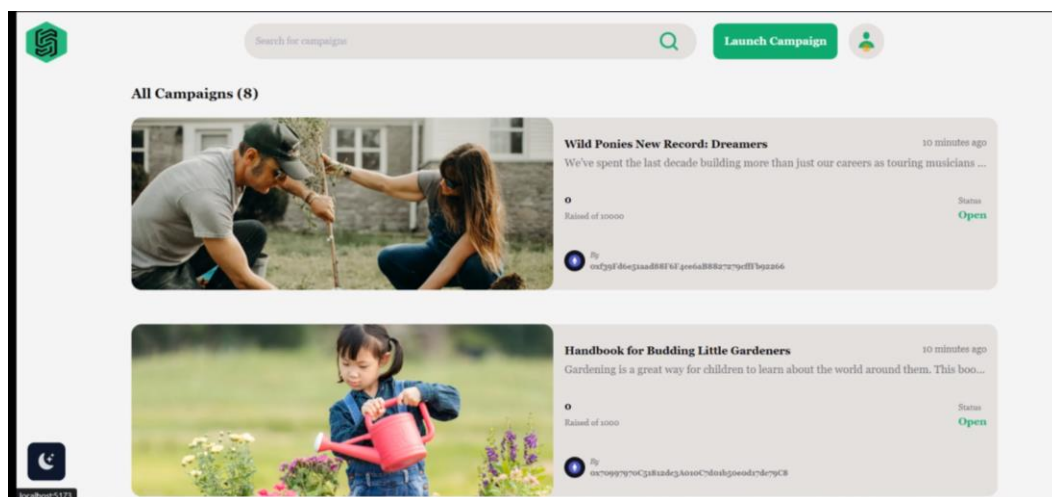 Search for campaigns
Launch Campaign
All Campaigns (8)
Wild Ponies New Record: Dreamers
10 minutes ago
We've spent the last decade building more than just our careers as touring musicians ...
0
Status
Raised of 10000
Open
By
0xf39Fd6e51aad88F6F4ce6aB8827279cffFb92266
Handbook for Budding Little Gardeners
10 minutes ago
Gardening is a great way for children to learn about the world around them. This boo...
0
Status
Raised of 1000
Open
By
0x70997970C51812dc3A010C7d01b50e0d17dc79C8
localhost:5173